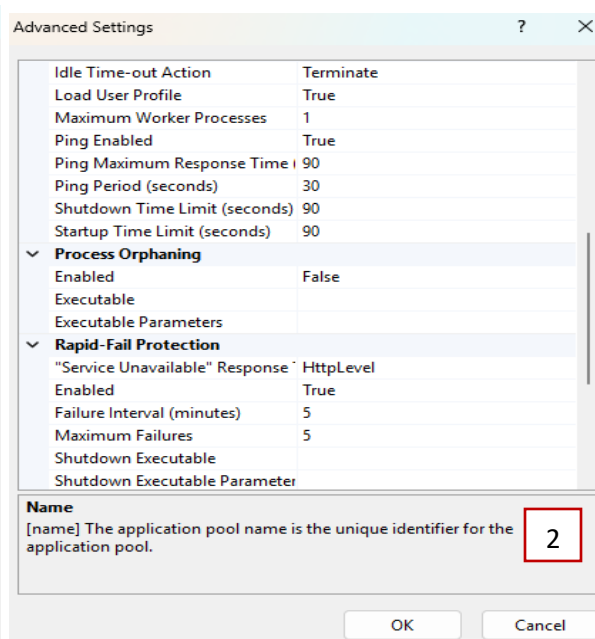 Advanced Settings ? ✕
Idle Time-out Action Terminate
Load User Profile True
Maximum Worker Processes 1
Ping Enabled True
Ping Maximum Response Time ( 90
Ping Period (seconds) 30
Shutdown Time Limit (seconds) 90
Startup Time Limit (seconds) 90
Process Orphaning
Enabled False
Executable
Executable Parameters
Rapid-Fail Protection
"Service Unavailable" Response HttpLevel
Enabled True
Failure Interval (minutes) 5
Maximum Failures 5
Shutdown Executable
Shutdown Executable Parameter
Name
[name] The application pool name is the unique identifier for the
application pool.
2
OK Cancel